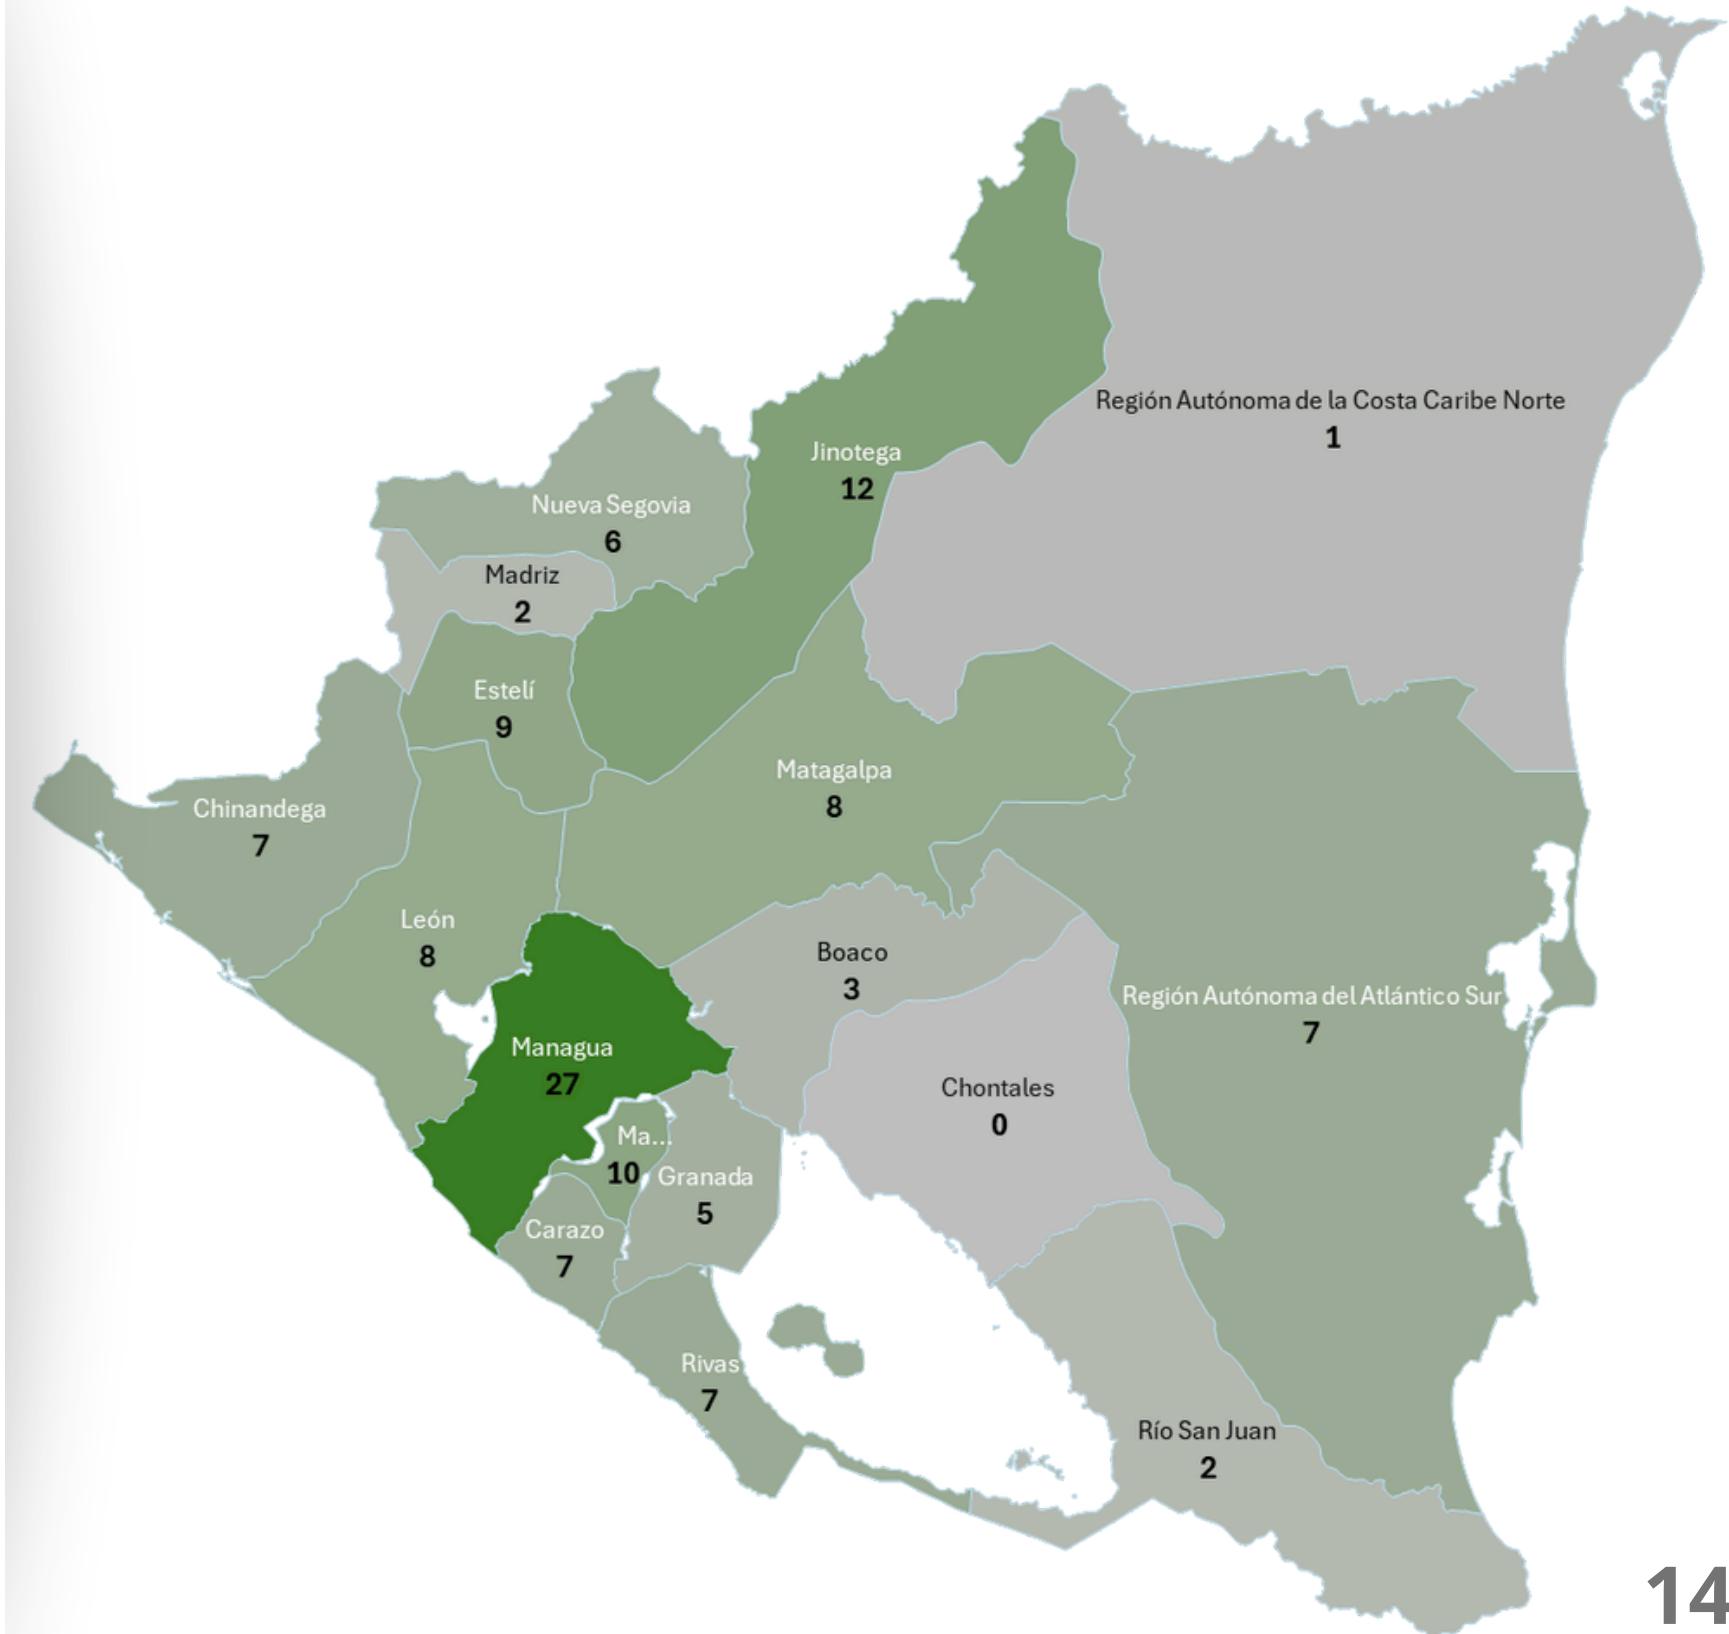 Región Autónoma de la Costa Caribe Norte
1
Jinotega
12
Nueva Segovia
6
Madriz
2
Estelí
9
Matagalpa
8
Chinandega
7
León
8
Boaco
3
Región Autónoma del Atlántico Sur
7
Managua
27
Chontales
0
Ma...
10
Granada
5
Carazo
7
Rivas
7
Río San Juan
2
14